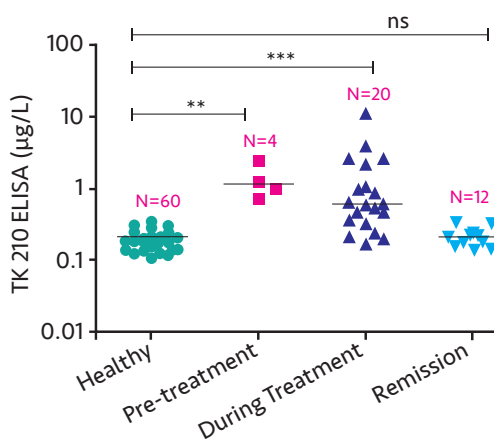 ns
100
***
N=20
10
**
N=4
1
N=60
N=12
0.1
0.01
TK 210 ELISA (µg/L)
Healthy
Pre-treatment
During Treatment
Remission